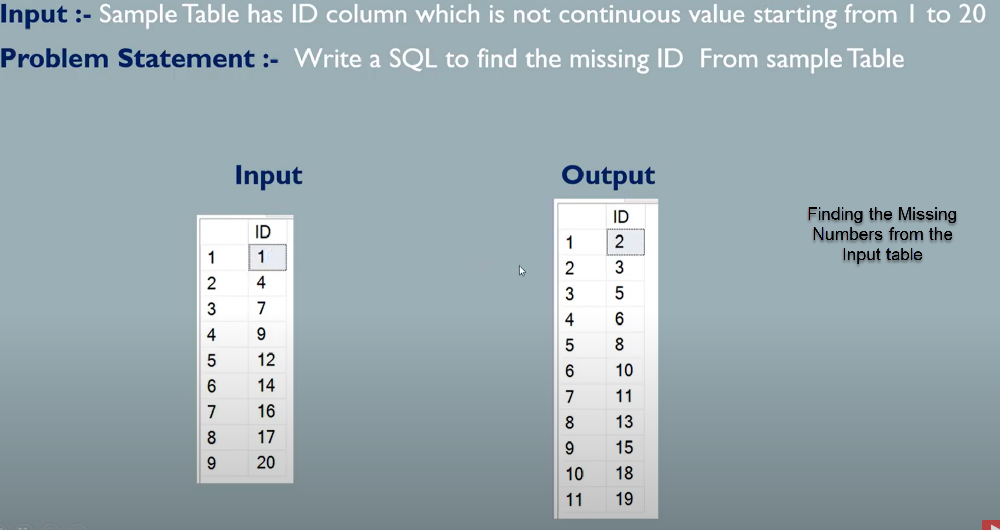 Input :- Sample Table has ID column which is not continuous value starting from 1 to 20
Problem Statement :- Write a SQL to find the missing ID From sample Table
Input
ID
1 1
2 4
3 7
4 9
5 12
6 14
7 16
8 17
9 20
Output
ID
1 2
2 3
3 5
4 6
5 8
6 10
7 11
8 13
9 15
10 18
11 19
Finding the Missing
Numbers from the
Input table